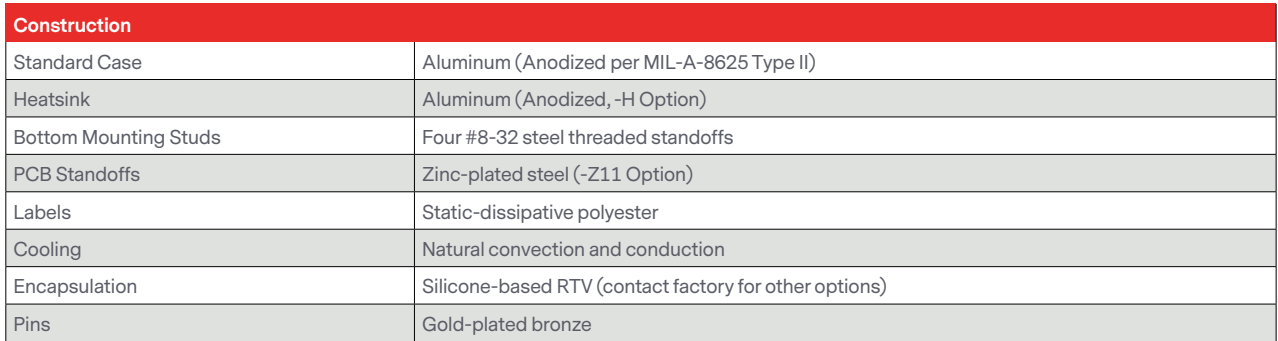 Construction
Standard Case Aluminum (Anodized per MIL-A-8625 Type II)
Heatsink Aluminum (Anodized, -H Option)
Bottom Mounting Studs Four #8-32 steel threaded standoffs
PCB Standoffs Zinc-plated steel (-Z11 Option)
Labels Static-dissipative polyester
Cooling Natural convection and conduction
Encapsulation Silicone-based RTV (contact factory for other options)
Pins Gold-plated bronze